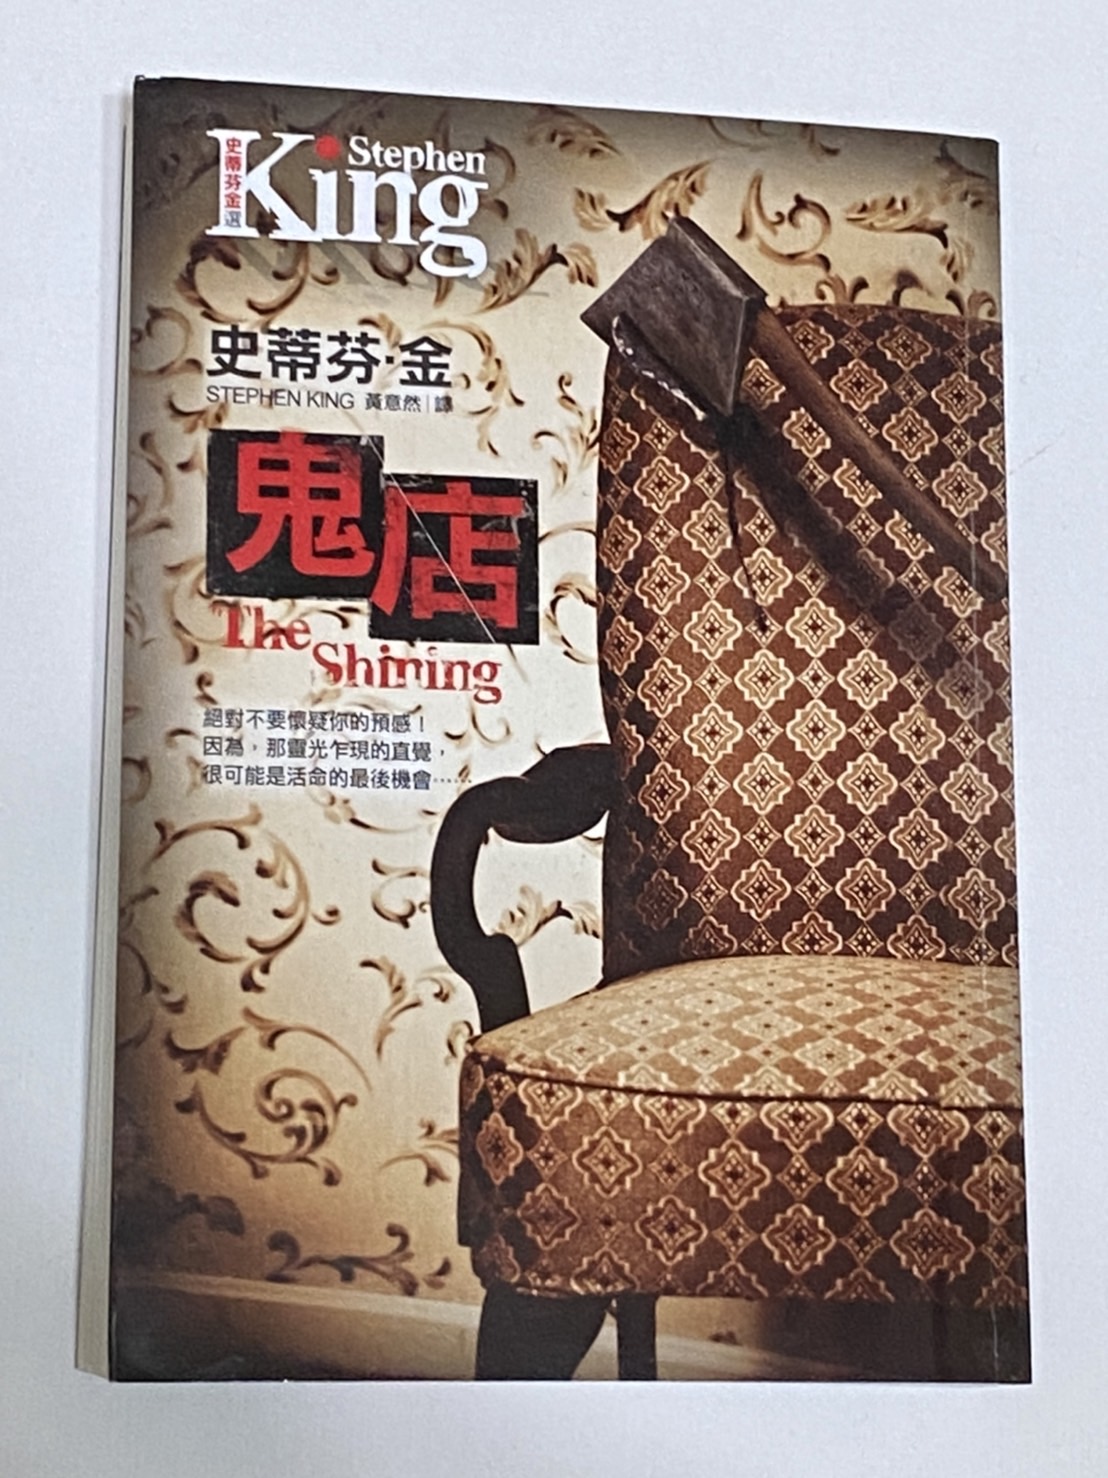 Stephen
King
史蒂芬金選
史蒂芬·金
STEPHEN KING 黃意然│譯
鬼店
The
Shining
絕對不要懷疑你的預感！
因為，那靈光乍現的直覺，
很可能是活命的最後機會……